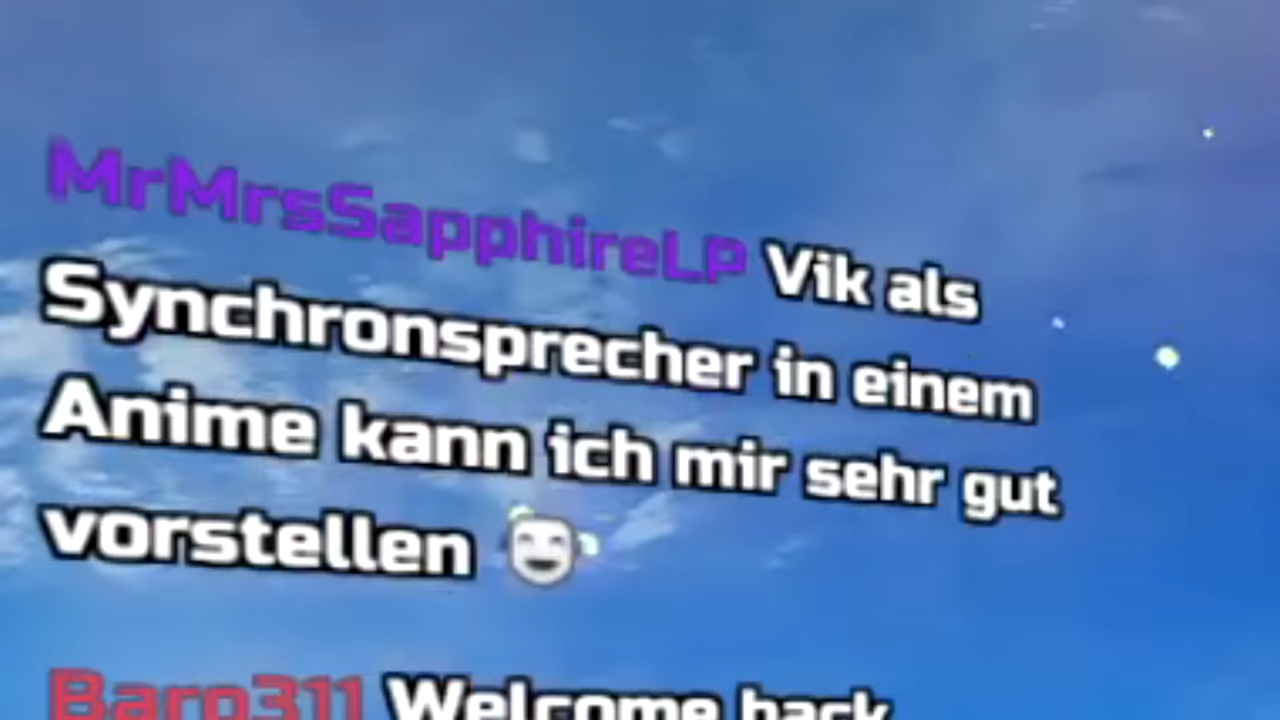 MrMrsSapphireLP Vik als
Synchronsprecher in einem
Anime kann ich mir sehr gut
vorstellen
Welcome back